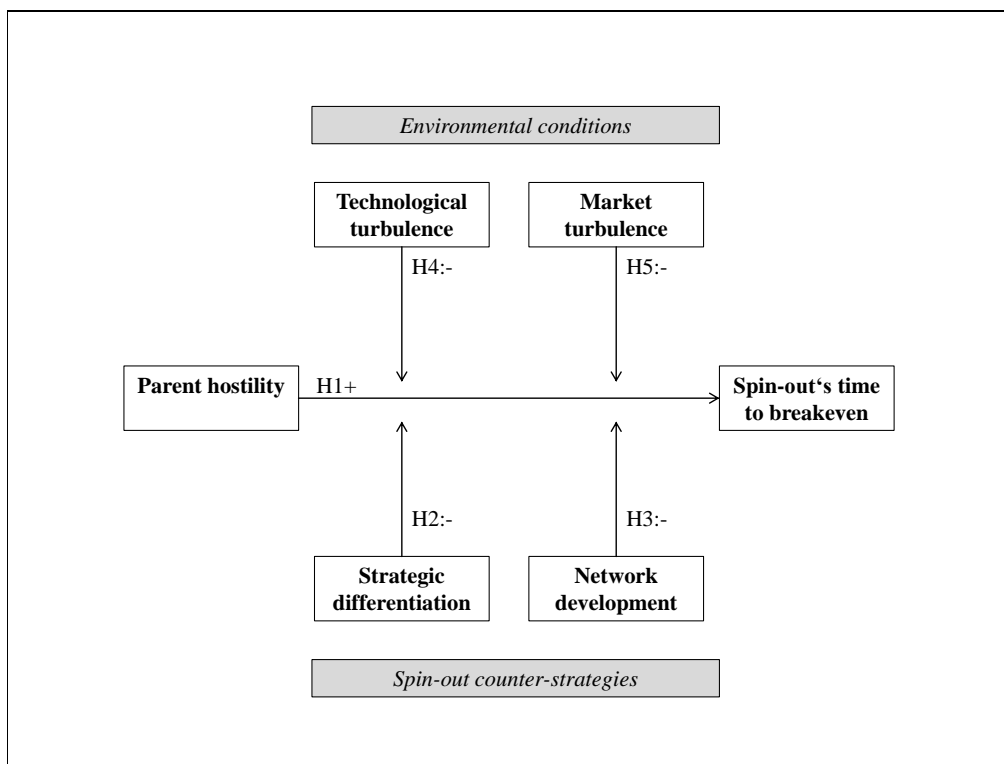 Environmental conditions
Technological
turbulence
Market
turbulence
H4:-
H5:-
Parent hostility
H1+
Spin-out‘s time
to breakeven
H2:-
H3:-
Strategic
differentiation
Network
development
Spin-out counter-strategies